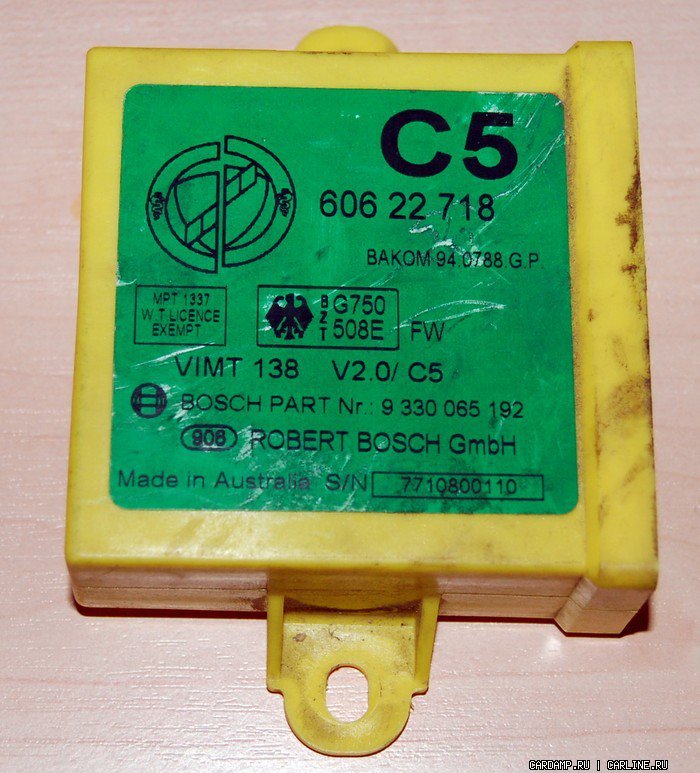 C5
606 22 718
BAKOM 94.0788.G.P.
MPT 1337
W.T LICENCE
EXEMPT
BZT
G750
508E
FW
VIMT 138 V2.0/ C5
BOSCH PART Nr.: 9 330 065 192
908 ROBERT BOSCH GmbH
Made in Australia S/N 7710800110
CARDAMP.RU | CARLINE.RU